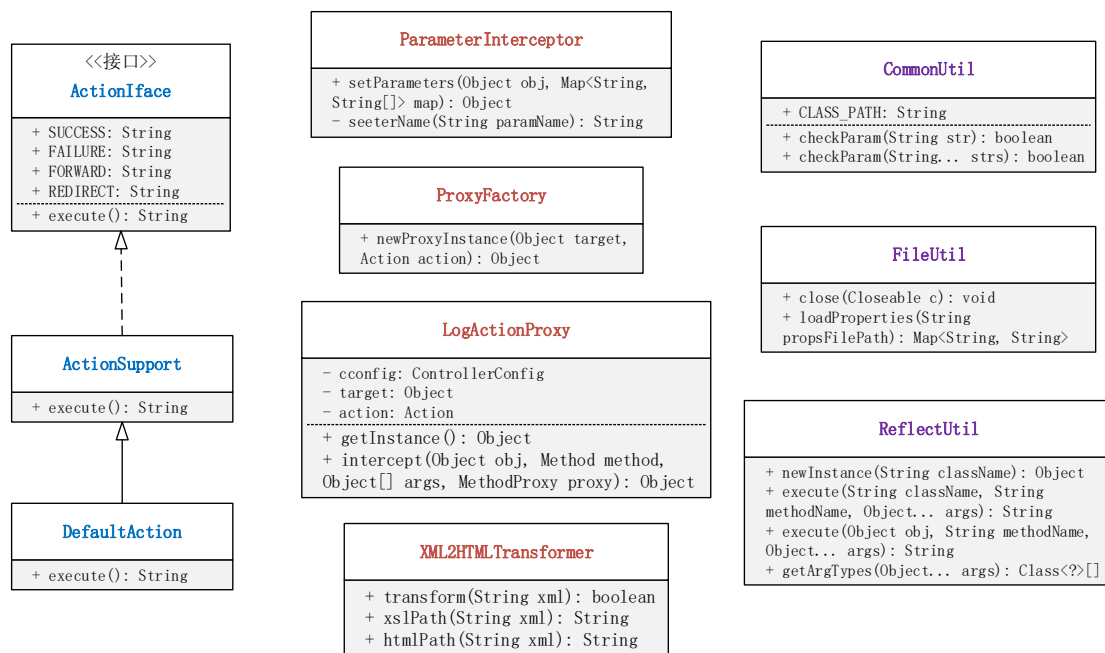 <<接口>>
ActionIface
+ SUCCESS: String
+ FAILURE: String
+ FORWARD: String
+ REDIRECT: String
+ execute(): String
ActionSupport
+ execute(): String
DefaultAction
+ execute(): String
ParameterInterceptor
+ setParameters(Object obj, Map<String,
String[]> map): Object
- seeterName(String paramName): String
ProxyFactory
+ newProxyInstance(Object target,
Action action): Object
LogActionProxy
- cconfig: ControllerConfig
- target: Object
- action: Action
+ getInstance(): Object
+ intercept(Object obj, Method method,
Object[] args, MethodProxy proxy): Object
XML2HTMLTransformer
+ transform(String xml): boolean
+ xslPath(String xml): String
+ htmlPath(String xml): String
CommonUtil
+ CLASS_PATH: String
+ checkParam(String str): boolean
+ checkParam(String... strs): boolean
FileUtil
+ close(Closeable c): void
+ loadProperties(String
propsFilePath): Map<String, String>
ReflectUtil
+ newInstance(String className): Object
+ execute(String className, String
methodName, Object... args): String
+ execute(Object obj, String methodName,
Object... args): String
+ getArgTypes(Object... args): Class<?>[]